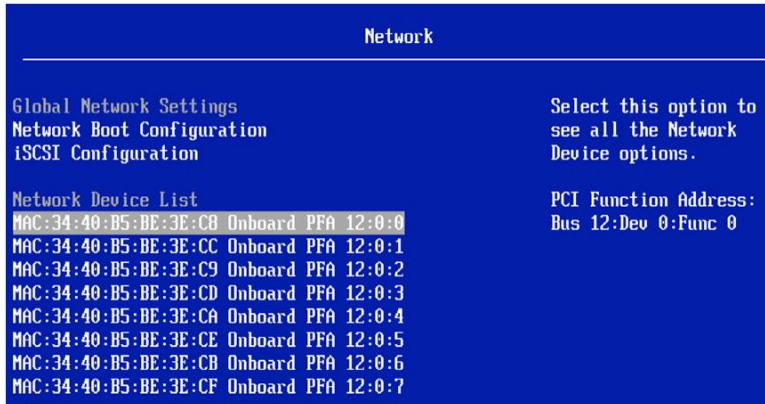 Network
Global Network Settings
Network Boot Configuration
iSCSI Configuration
Network Device List
MAC:34:40:B5:BE:3E:C8 Onboard PFA 12:0:0
MAC:34:40:B5:BE:3E:CC Onboard PFA 12:0:1
MAC:34:40:B5:BE:3E:C9 Onboard PFA 12:0:2
MAC:34:40:B5:BE:3E:CD Onboard PFA 12:0:3
MAC:34:40:B5:BE:3E:CA Onboard PFA 12:0:4
MAC:34:40:B5:BE:3E:CE Onboard PFA 12:0:5
MAC:34:40:B5:BE:3E:CB Onboard PFA 12:0:6
MAC:34:40:B5:BE:3E:CF Onboard PFA 12:0:7
Select this option to
see all the Network
Device options.
PCI Function Address:
Bus 12:Dev 0:Func 0